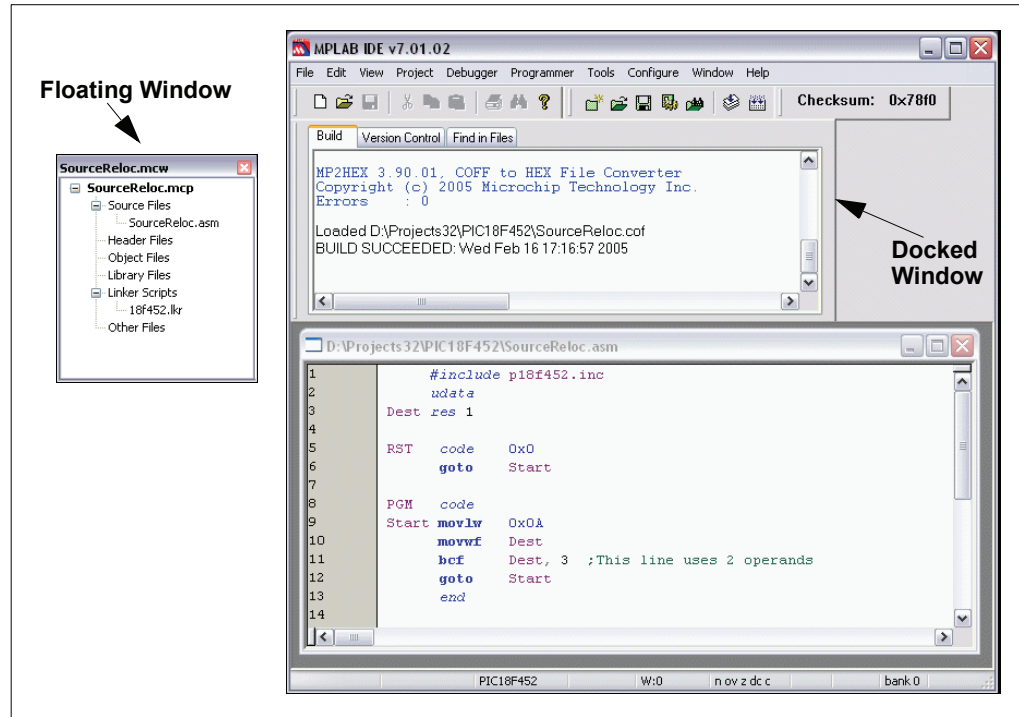 Floating Window
SourceReloc.mcw
SourceReloc.mcp
Source Files
SourceReloc.asm
Header Files
Object Files
Library Files
Linker Scripts
18f452.lkr
Other Files
MPLAB IDE v7.01.02
File Edit View Project Debugger Programmer Tools Configure Window Help
Checksum: 0x78f0
Build Version Control Find in Files
MP2HEX 3.90.01, COFF to HEX File Converter
Copyright (c) 2005 Microchip Technology Inc.
Errors : 0
Loaded D:\Projects32\PIC18F452\SourceReloc.cof
BUILD SUCCEEDED: Wed Feb 16 17:16:57 2005
Docked
Window
D:\Projects32\PIC18F452\SourceReloc.asm
1 #include p18f452.inc
2 udata
3 Dest res 1
4
5 RST code 0x0
6 goto Start
7
8 PGM code
9 Start movlw 0x0A
10 movwf Dest
11 bcf Dest, 3 ;This line uses 2 operands
12 goto Start
13 end
14
PIC18F452 W:0 n ov z dc c bank 0